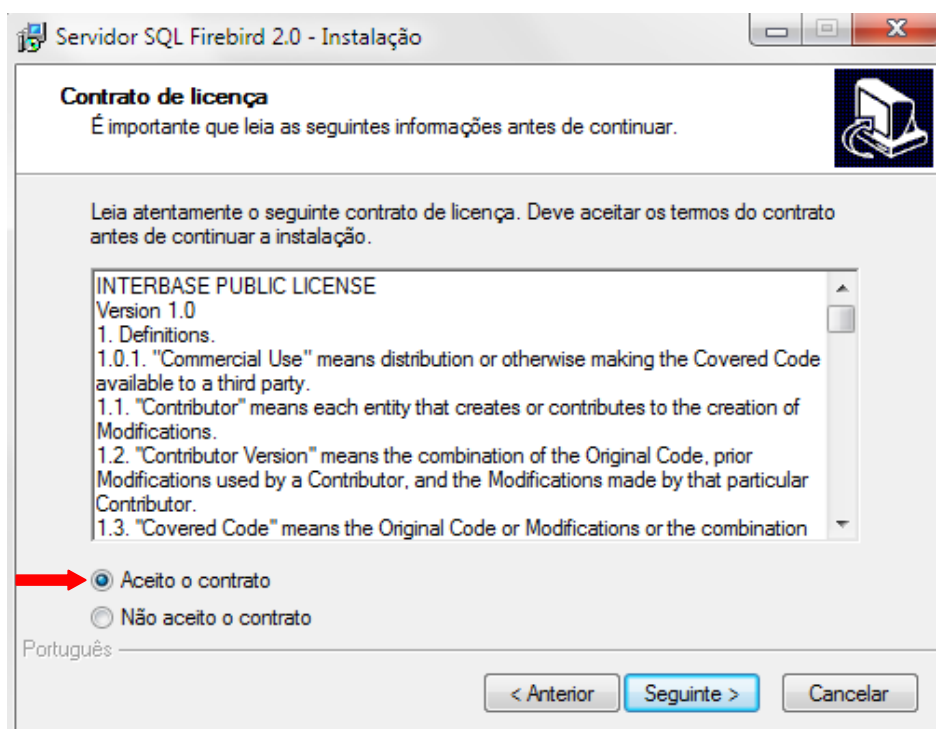 Servidor SQL Firebird 2.0 - Instalação
Contrato de licença
É importante que leia as seguintes informações antes de continuar.
Leia atentamente o seguinte contrato de licença. Deve aceitar os termos do contrato
antes de continuar a instalação.
INTERBASE PUBLIC LICENSE
Version 1.0
1. Definitions.
1.0.1. "Commercial Use" means distribution or otherwise making the Covered Code
available to a third party.
1.1. "Contributor" means each entity that creates or contributes to the creation of
Modifications.
1.2. "Contributor Version" means the combination of the Original Code, prior
Modifications used by a Contributor, and the Modifications made by that particular
Contributor.
1.3. "Covered Code" means the Original Code or Modifications or the combination
Aceito o contrato
Não aceito o contrato
Português
< Anterior
Seguinte >
Cancelar